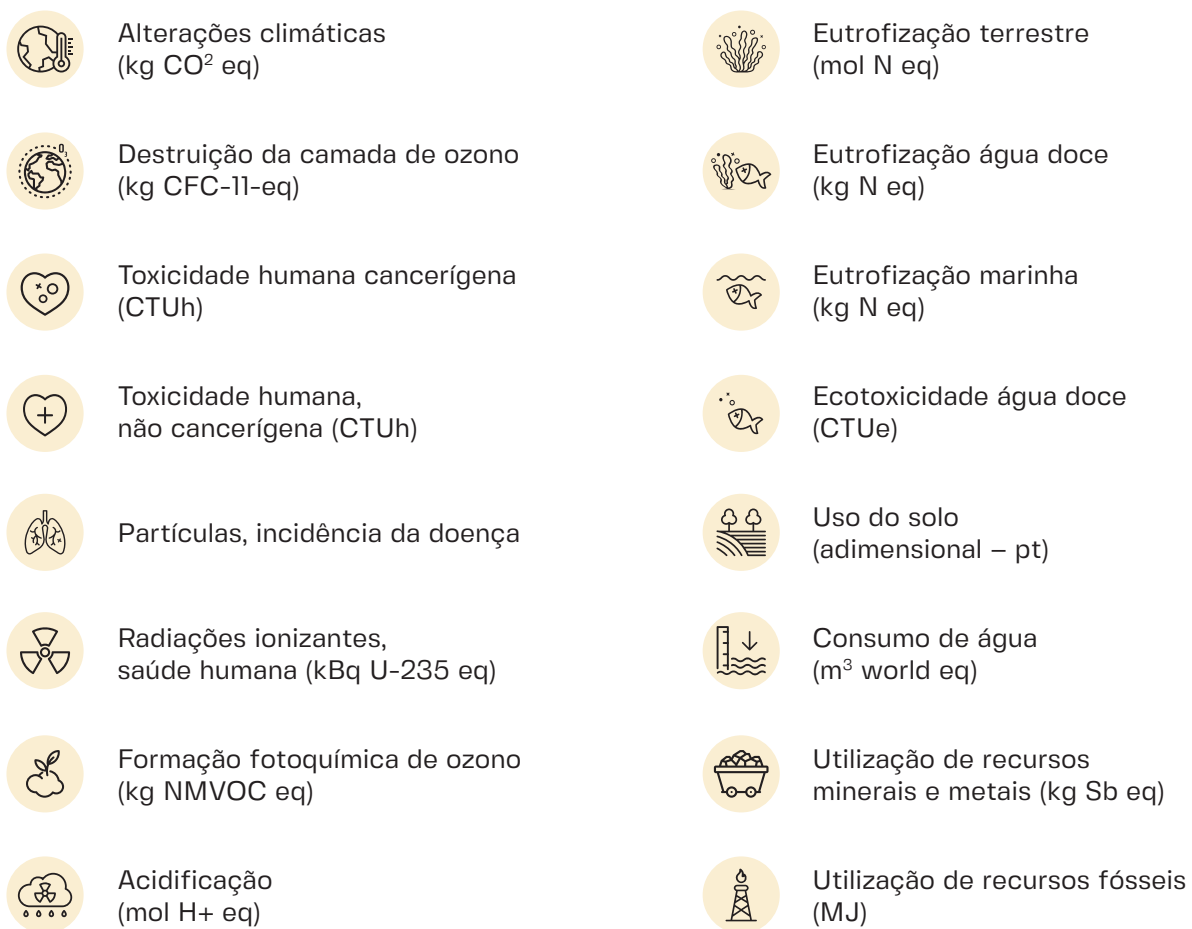 Alterações climáticas
(kg CO² eq)
Destruição da camada de ozono
(kg CFC-11-eq)
Toxicidade humana cancerígena
(CTUh)
Toxicidade humana,
não cancerígena (CTUh)
Partículas, incidência da doença
Radiações ionizantes,
saúde humana (kBq U-235 eq)
Formação fotoquímica de ozono
(kg NMVOC eq)
Acidificação
(mol H+ eq)
Eutrofização terrestre
(mol N eq)
Eutrofização água doce
(kg N eq)
Eutrofização marinha
(kg N eq)
Ecotoxicidade água doce
(CTUe)
Uso do solo
(adimensional – pt)
Consumo de água
(m³ world eq)
Utilização de recursos
minerais e metais (kg Sb eq)
Utilização de recursos fósseis
(MJ)